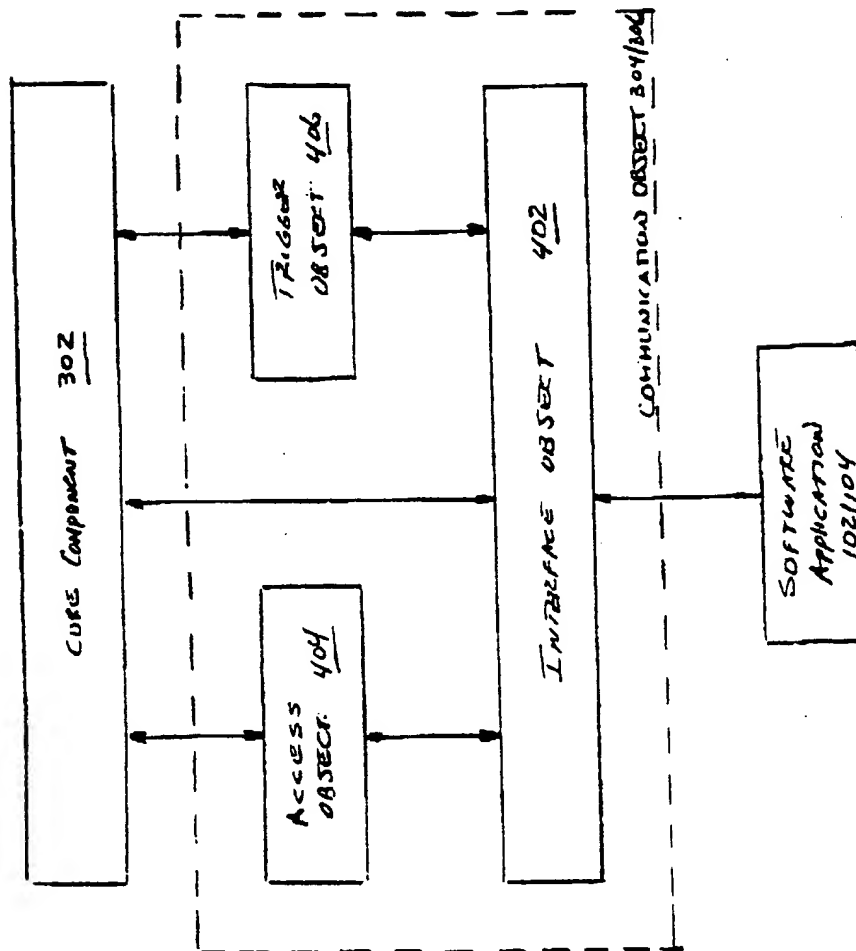 CORE COMPONENT 302
TRIGGER
OBJECT 406
ACCESS
OBJECT 404
INTERFACE OBJECT 402
COMMUNICATION OBJECT 304/306
SOFTWARE
APPLICATION
102/104